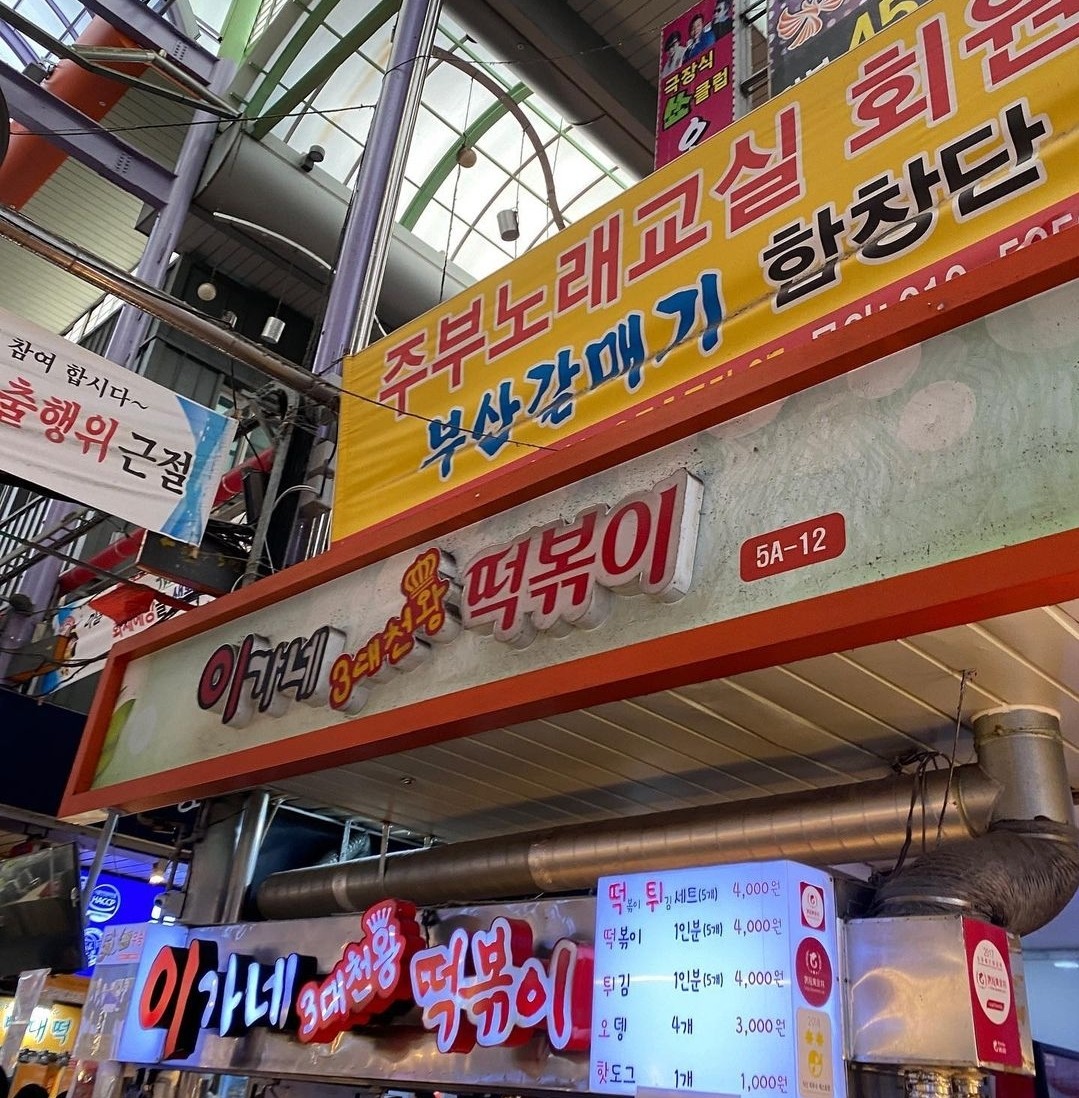 극장식
쑈 클럽
45
주부노래교실 회원
부산갈매기 합창단
참여 합시다~
출행위 근절
이가네 3대천왕 떡볶이
5A-12
HACCP
이가네 3대천왕 떡볶이
떡볶이 튀김 세트(5개) 4,000원
떡볶이 1인분(5개) 4,000원
튀김 1인분(5개) 4,000원
오뎅 4개 3,000원
핫도그 1개 1,000원
대떡
2017